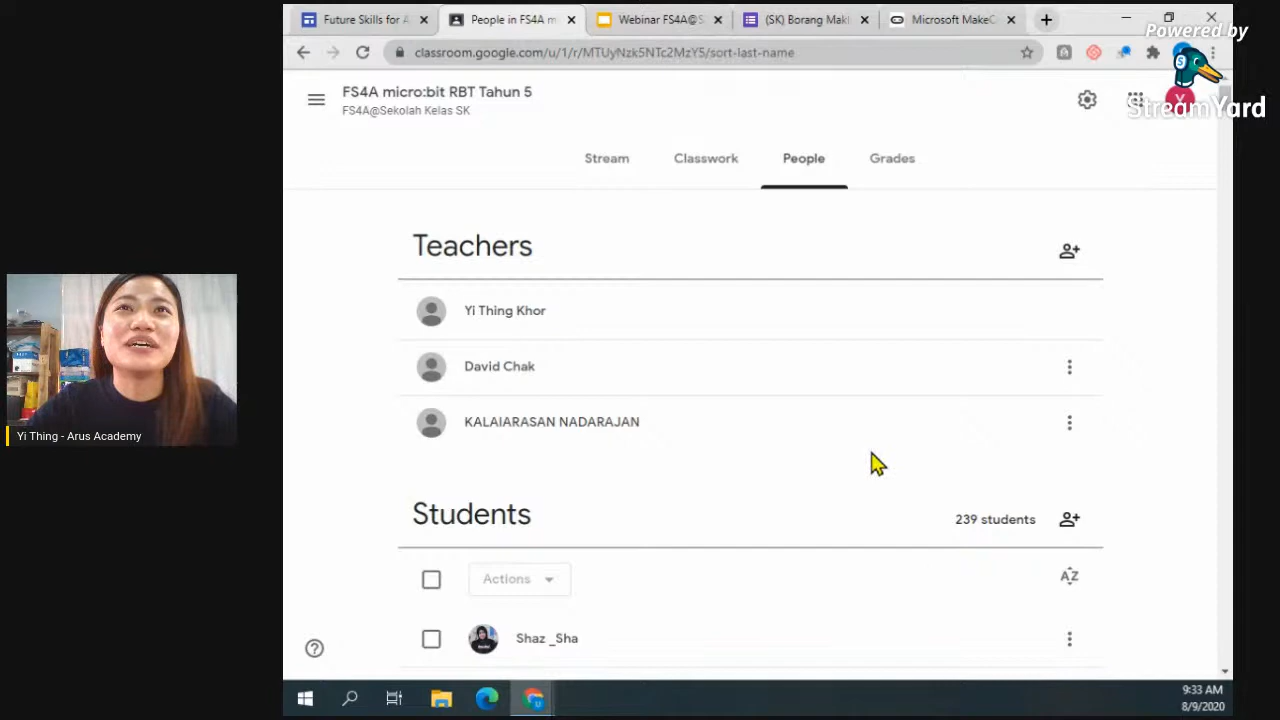 Future Skills for A
People in FS4A m
Webinar FS4A@S
(SK) Borang Mak
Microsoft MakeC
Powered by
StreamYard
classroom.google.com/u/1/r/MTUyNzk5NTc2MzY5/sort-last-name
FS4A micro:bit RBT Tahun 5
FS4A@Sekolah Kelas SK
Stream
Classwork
People
Grades
Teachers
Yi Thing Khor
David Chak
KALAIARASAN NADARAJAN
Students
239 students
Actions
AZ
Shaz _Sha
Yi Thing - Arus Academy
9:33 AM
8/9/2020